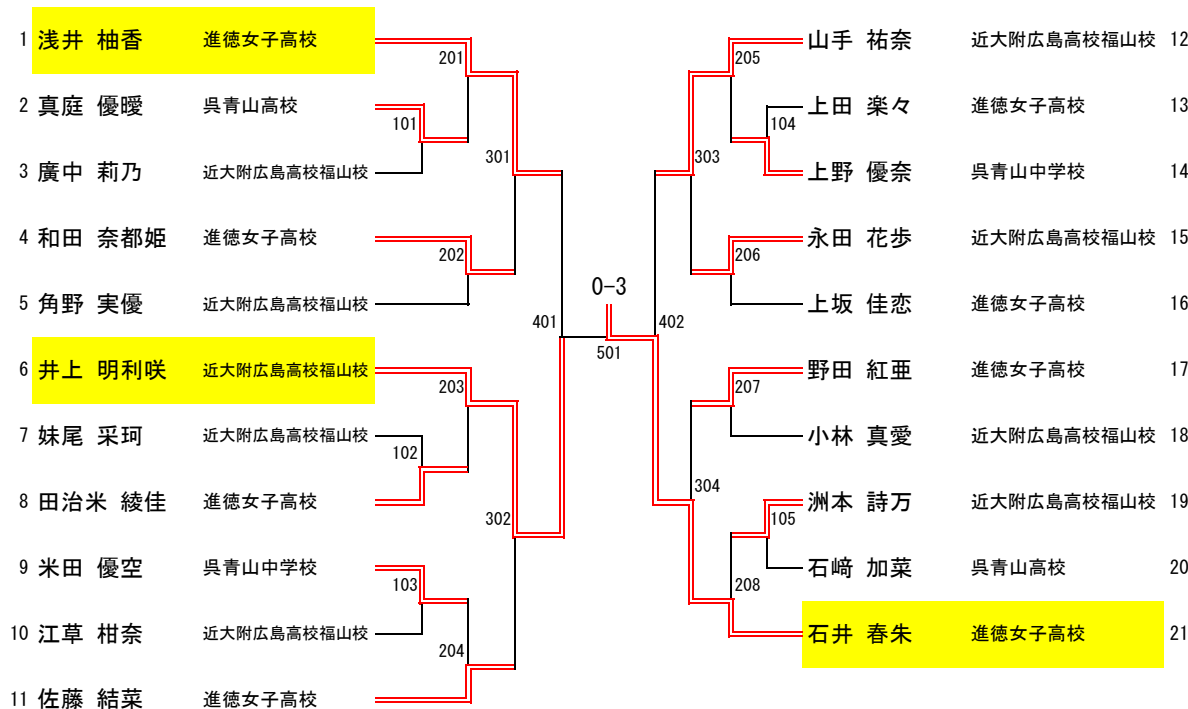 1 浅井 柚香 進徳女子高校
2 真庭 優曖 呉青山高校
3 廣中 莉乃 近大附広島高校福山校
4 和田 奈都姫 進徳女子高校
5 角野 実優 近大附広島高校福山校
6 井上 明利咲 近大附広島高校福山校
7 妹尾 采珂 近大附広島高校福山校
8 田治米 綾佳 進徳女子高校
9 米田 優空 呉青山中学校
10 江草 柑奈 近大附広島高校福山校
11 佐藤 結菜 進徳女子高校
201
101
301
202
401
203
102
302
103
204
0-3
501
205
104
303
206
402
207
304
105
208
山手 祐奈 近大附広島高校福山校 12
上田 楽々 進徳女子高校 13
上野 優奈 呉青山中学校 14
永田 花歩 近大附広島高校福山校 15
上坂 佳恋 進徳女子高校 16
野田 紅亜 進徳女子高校 17
小林 真愛 近大附広島高校福山校 18
洲本 詩万 近大附広島高校福山校 19
石﨑 加菜 呉青山高校 20
石井 春朱 進徳女子高校 21